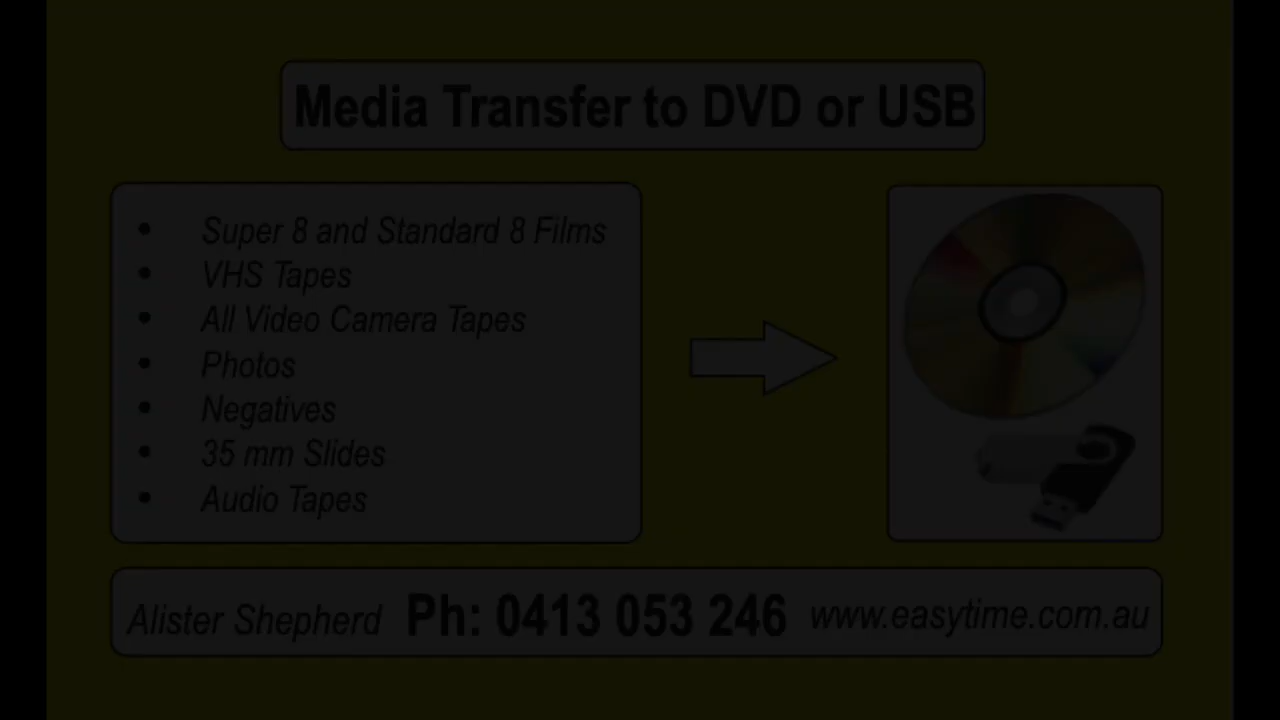 Media Transfer to DVD or USB
• Super 8 and Standard 8 Films
• VHS Tapes
• All Video Camera Tapes
• Photos
• Negatives
• 35 mm Slides
• Audio Tapes
Alister Shepherd Ph: 0413 053 246 www.easytime.com.au